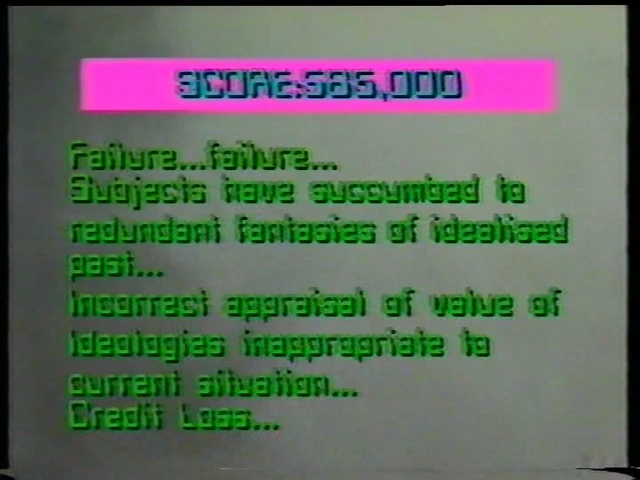 SCORE:585,000
Failure...failure...
Subjects have succumbed to
redundant fantasies of idealised
past...
Incorrect appraisal of value of
ideologies inappropriate to
current situation...
Credit Loss...